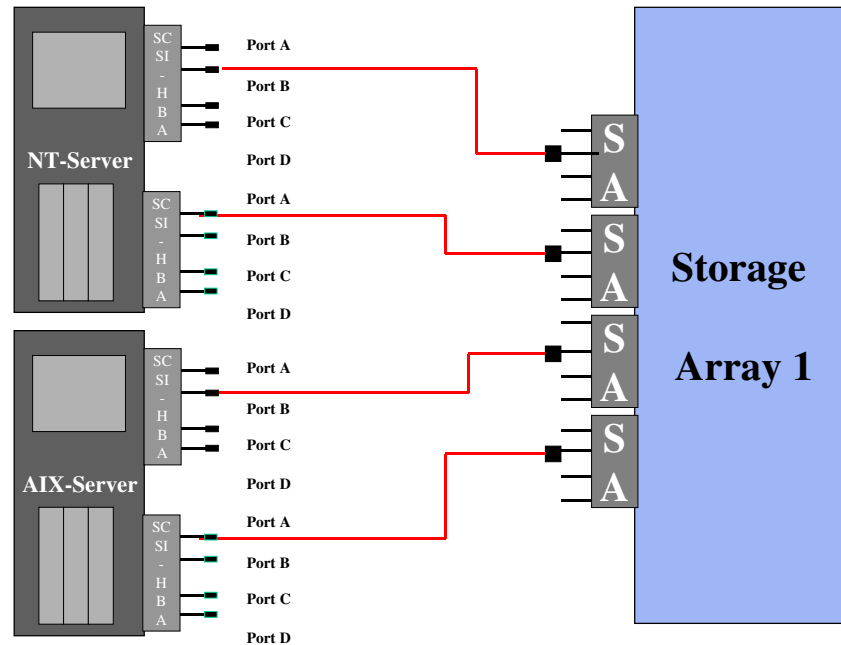 SC
SI
-
H
B
A
Port A
Port B
Port C
Port D
NT-Server
SC
SI
-
H
B
A
Port A
Port B
Port C
Port D
SC
SI
-
H
B
A
Port A
Port B
Port C
Port D
AIX-Server
SC
SI
-
H
B
A
Port A
Port B
Port C
Port D
S
A
S
A
S
A
S
A
Storage
Array 1